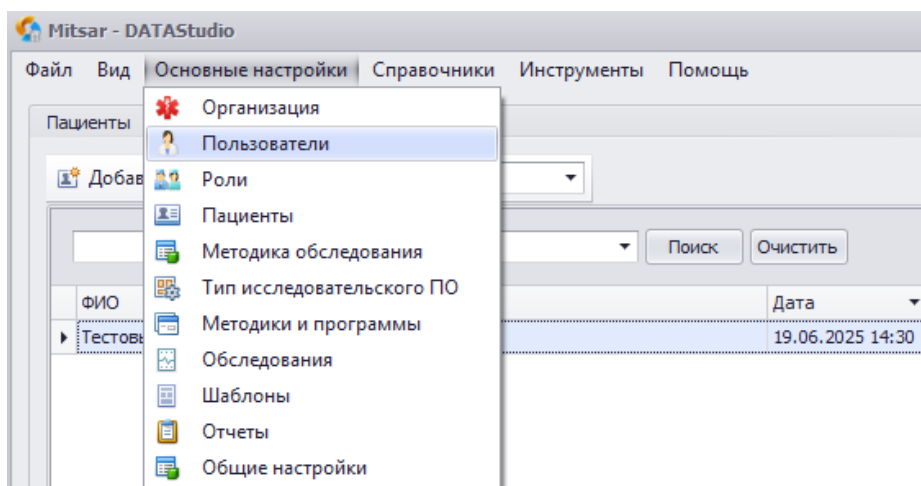 Mitsar - DATAStudio
Файл Вид Основные настройки Справочники Инструменты Помощь
Пациенты
Организация
Пользователи
Добав
Роли
Пациенты
Методика обследования
Поиск Очистить
Тип исследовательского ПО
ФИО Дата
Методики и программы
Тестовы 19.06.2025 14:30
Обследования
Шаблоны
Отчеты
Общие настройки